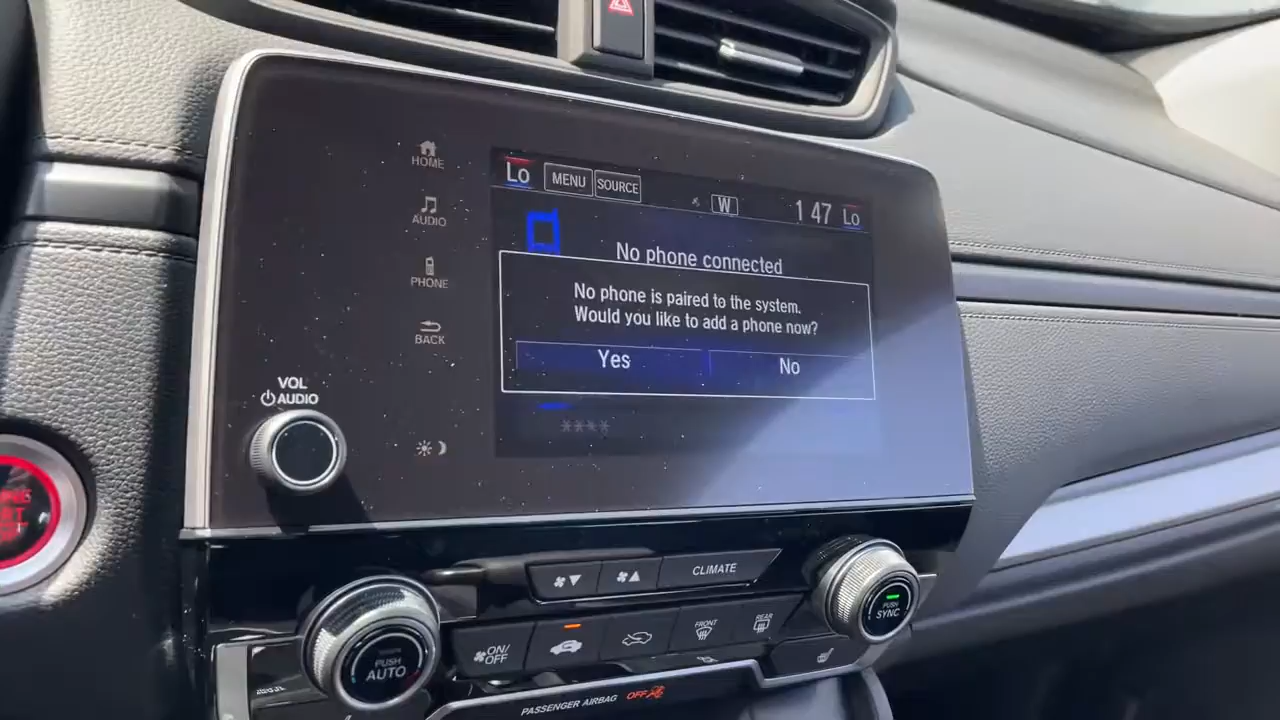 HOME
AUDIO
PHONE
BACK
VOL
AUDIO
Lo MENU SOURCE W 1 47 Lo
No phone connected
No phone is paired to the system.
Would you like to add a phone now?
Yes No
****
CLIMATE
PUSH
SYNC
ON/
OFF
FRONT
REAR
PUSH
AUTO
PASSENGER AIRBAG OFF